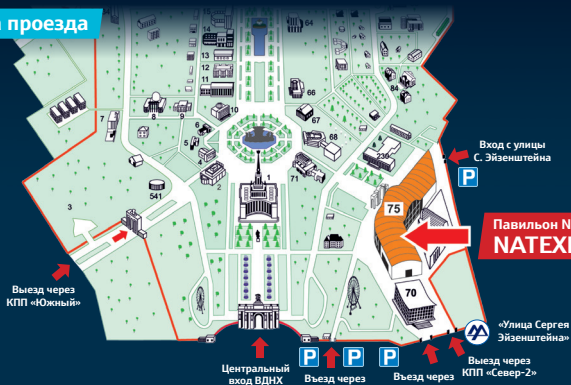 а проезда
64
14
13
12
11
66
84
10
67
8
9
7
6
5
68
230
Вход с улицы
С. Эйзенштейна
P
1
71
2
541
75
3
Павильон N
NATEX
Выезд через
КПП «Южный»
70
«Улица Сергея
Эйзенштейна»
P
P
P
Выезд через
КПП «Север-2»
Центральный
вход ВДНХ
Въезд через
Въезд через